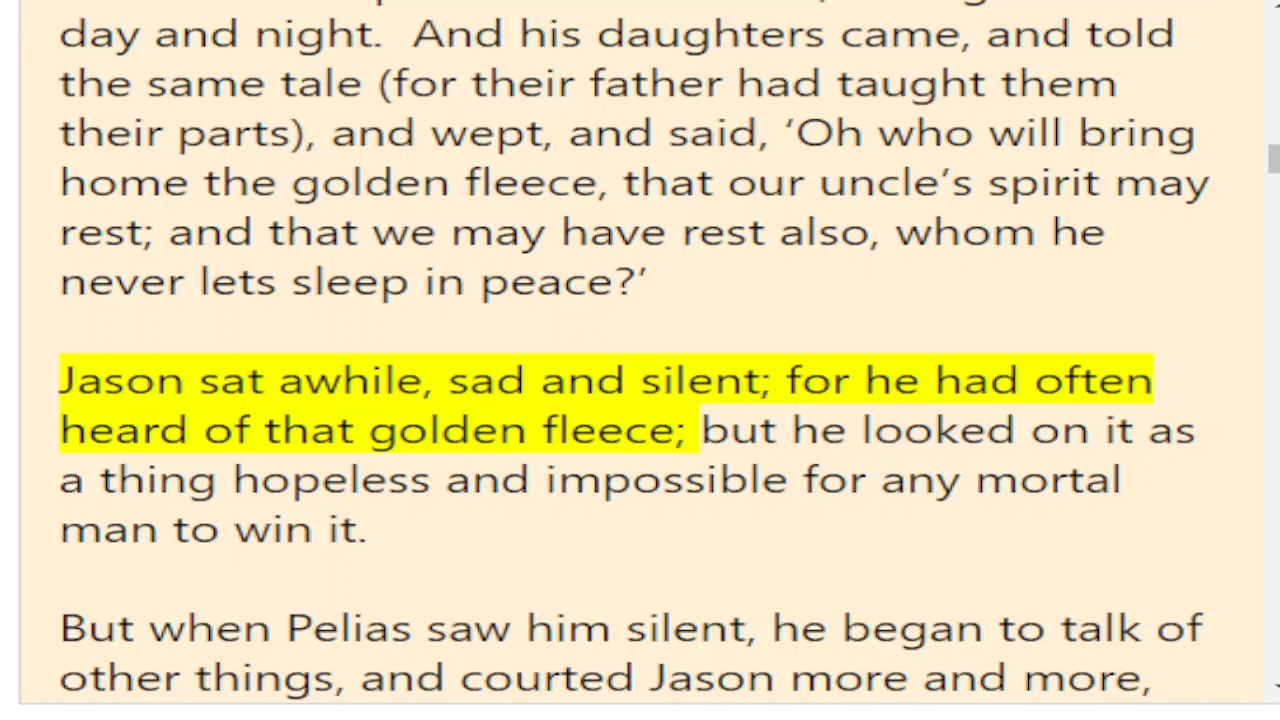 day and night.  And his daughters came, and told
the same tale (for their father had taught them
their parts), and wept, and said, ‘Oh who will bring
home the golden fleece, that our uncle’s spirit may
rest; and that we may have rest also, whom he
never lets sleep in peace?’
Jason sat awhile, sad and silent; for he had often
heard of that golden fleece; but he looked on it as
a thing hopeless and impossible for any mortal
man to win it.
But when Pelias saw him silent, he began to talk of
other things, and courted Jason more and more,